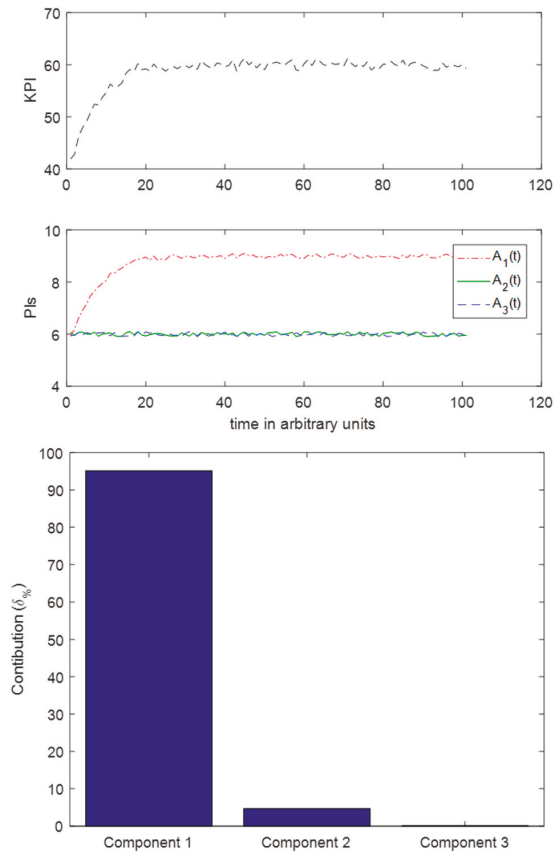 70
60
50
40
KPI
0 20 40 60 80 100 120
10
8
6
4
PIs
A1(t)
A2(t)
A3(t)
0 20 40 60 80 100 120
time in arbitrary units
100
90
80
70
60
50
40
30
20
10
0
Contibution (δ%)
Component 1 Component 2 Component 3